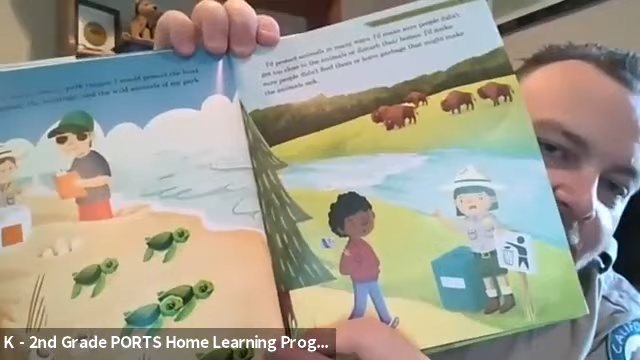 park ranger, I would protect the land,
and the wild animals of my park.
I'd protect animals in many ways. I'd make sure people didn't
get too close to the animals or disturb their homes. I'd make
sure people didn't feed them or leave garbage that might make
the animals sick.
CALIFO
K - 2nd Grade PORTS Home Learning Prog...